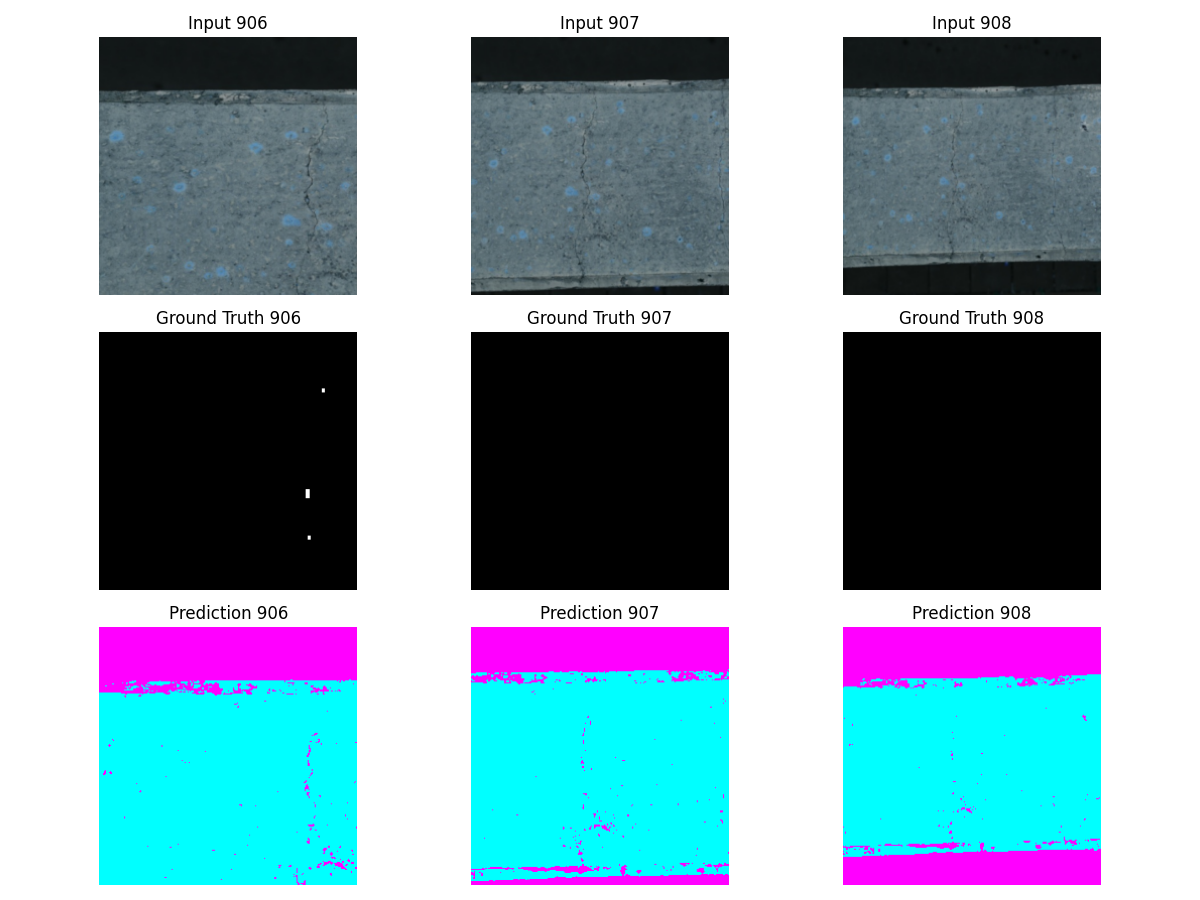 Input 906
Input 907
Input 908
Ground Truth 906
Ground Truth 907
Ground Truth 908
Prediction 906
Prediction 907
Prediction 908